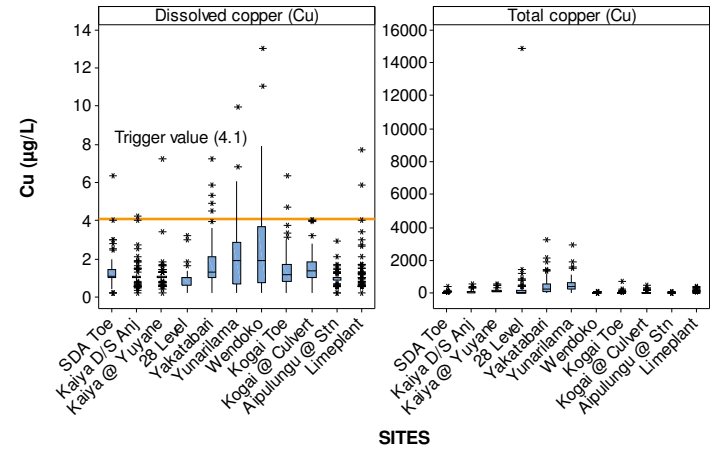 Dissolved copper (Cu)
Total copper (Cu)
Cu (µg/L)
14
12
10
8
6
4
2
0
Trigger value (4.1)
16000
14000
12000
10000
8000
6000
4000
2000
0
SDA Toe
Kaiya D/S Anj
Kaiya @ Yuyane
28 Level
Yakatabari
Yunarilama
Wendoko
Kogai Toe
Kogai @ Culvert
Aipulungu @ Stn
Limeplant
SDA Toe
Kaiya D/S Anj
Kaiya @ Yuyane
28 Level
Yakatabari
Yunarilama
Wendoko
Kogai Toe
Kogai @ Culvert
Aipulungu @ Stn
Limeplant
SITES